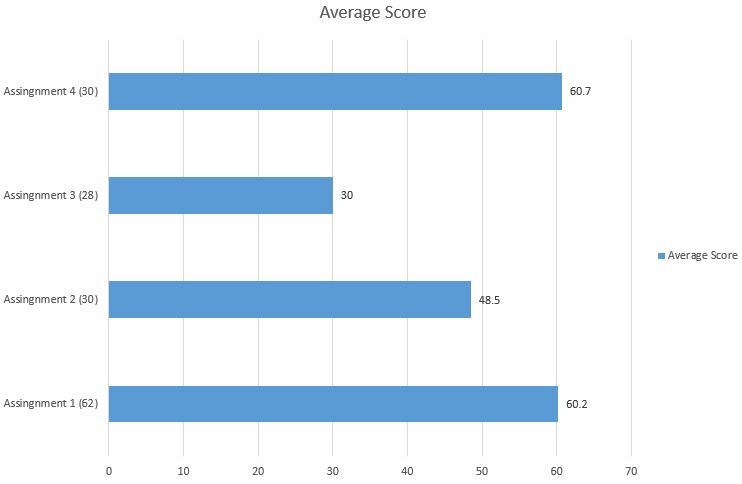 Average Score
Assingnment 4 (30)
60.7
Assingnment 3 (28)
30
Assingnment 2 (30)
48.5
Assingnment 1 (62)
60.2
Average Score
0 10 20 30 40 50 60 70